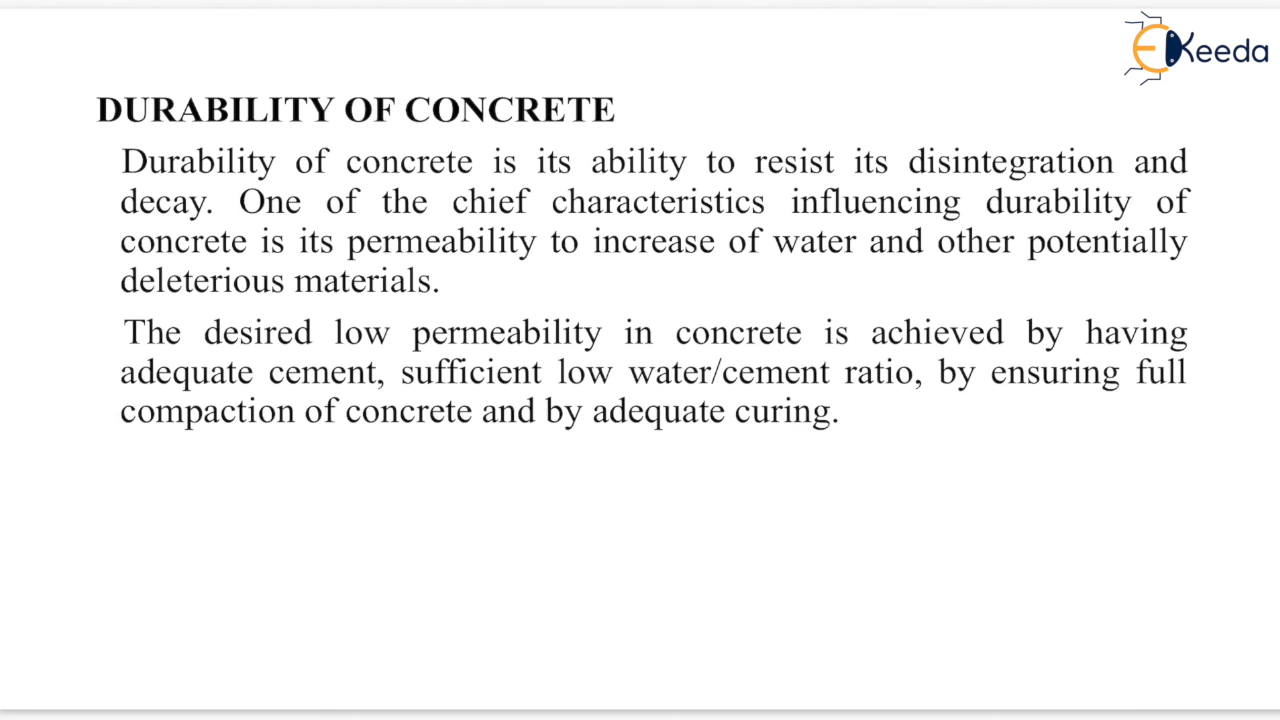 EKeeda
DURABILITY OF CONCRETE
Durability of concrete is its ability to resist its disintegration and
decay. One of the chief characteristics influencing durability of
concrete is its permeability to increase of water and other potentially
deleterious materials.
The desired low permeability in concrete is achieved by having
adequate cement, sufficient low water/cement ratio, by ensuring full
compaction of concrete and by adequate curing.